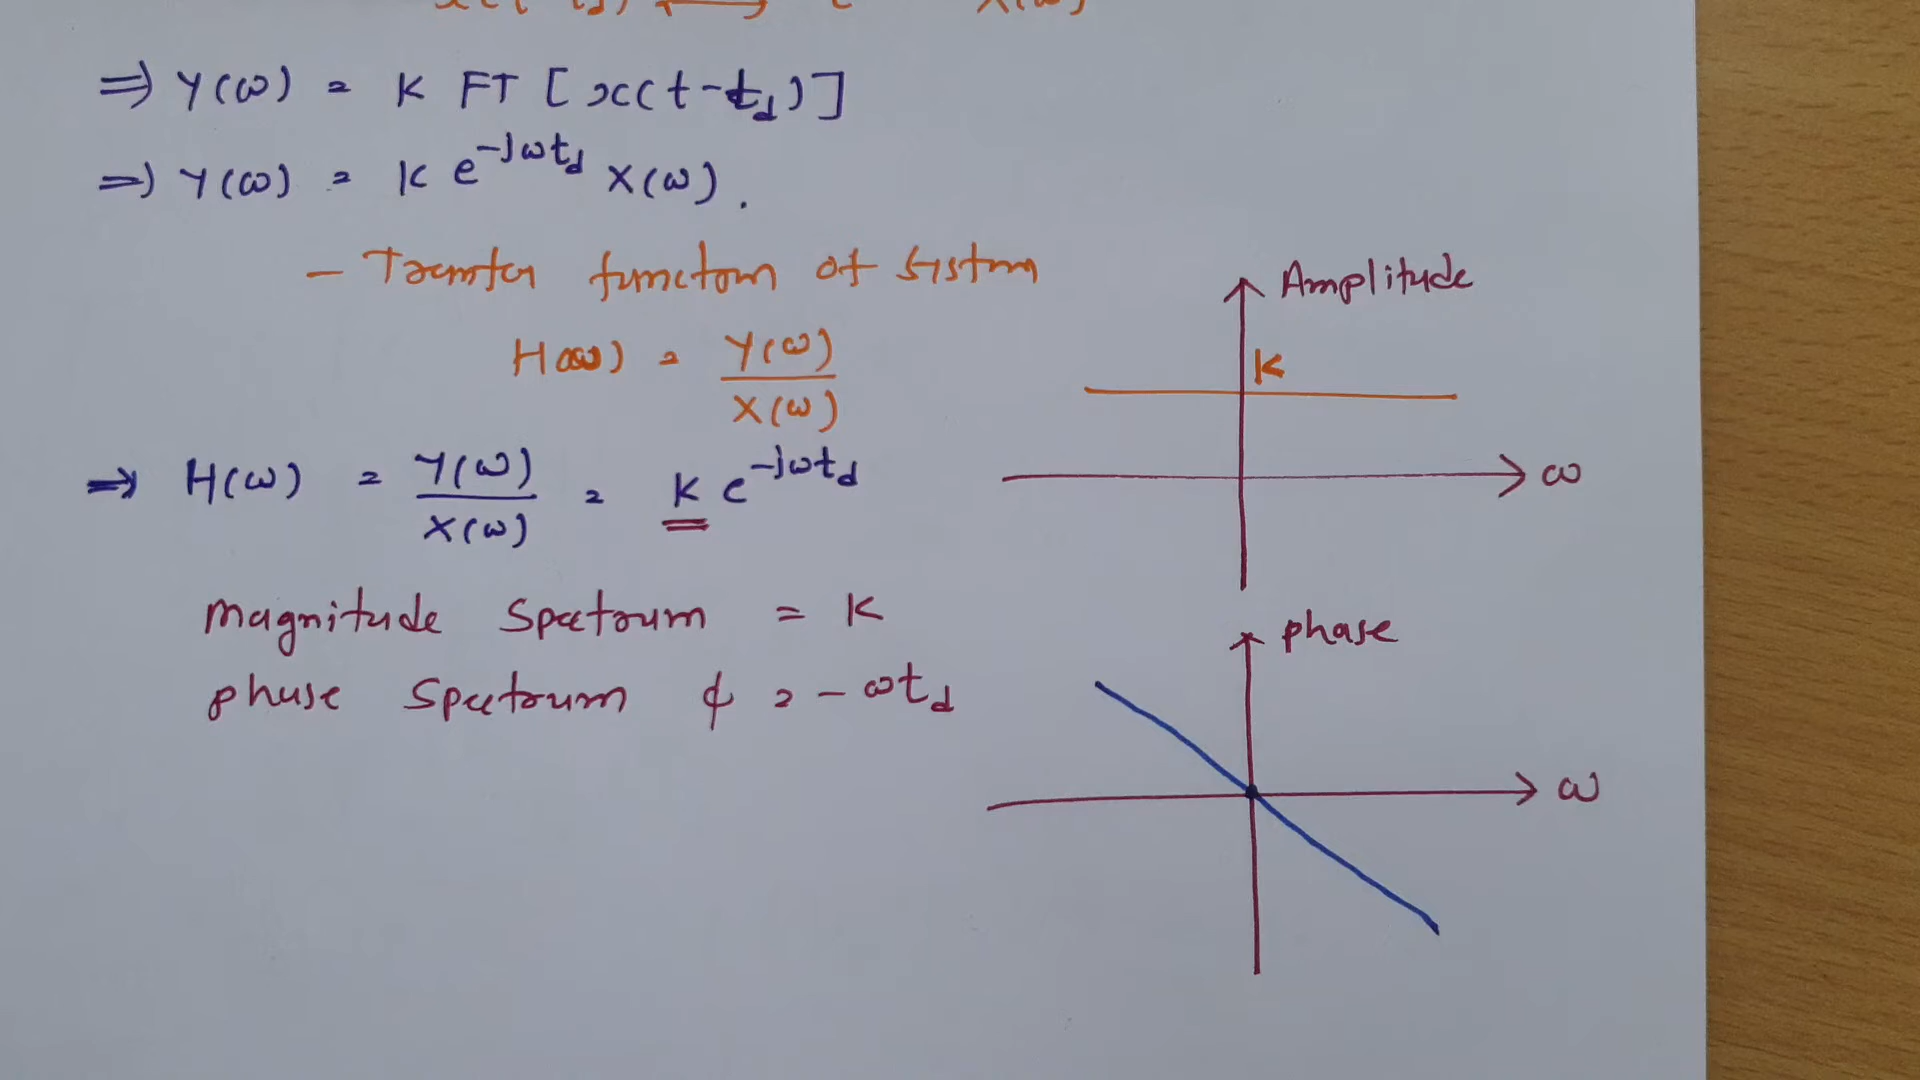 ⇒ Y(ω) = K FT [x(t-td)]
⇒ Y(ω) = K e^-jωtd X(ω).
- Transfer function of system
H(ω) = Y(ω) / X(ω)
⇒ H(ω) = Y(ω) / X(ω) = K e^-jωtd
Magnitude Spectrum = K
phase Spectrum ϕ = - ωtd
Amplitude
K
ω
phase
ω